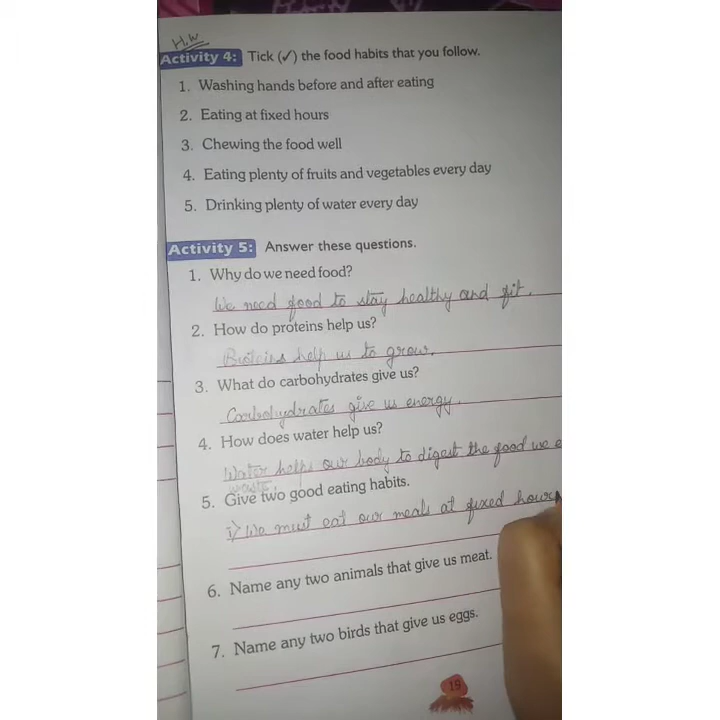 H.W
Activity 4: Tick (✓) the food habits that you follow.
1. Washing hands before and after eating
2. Eating at fixed hours
3. Chewing the food well
4. Eating plenty of fruits and vegetables every day
5. Drinking plenty of water every day
Activity 5: Answer these questions.
1. Why do we need food?
We need food to stay healthy and fit.
2. How do proteins help us?
Proteins help us to grow.
3. What do carbohydrates give us?
Carbohydrates give us energy.
4. How does water help us?
Water helps our body to digest the food we e
waste.
5. Give two good eating habits.
i) We must eat our meals at fixed hour
6. Name any two animals that give us meat.
7. Name any two birds that give us eggs.
19